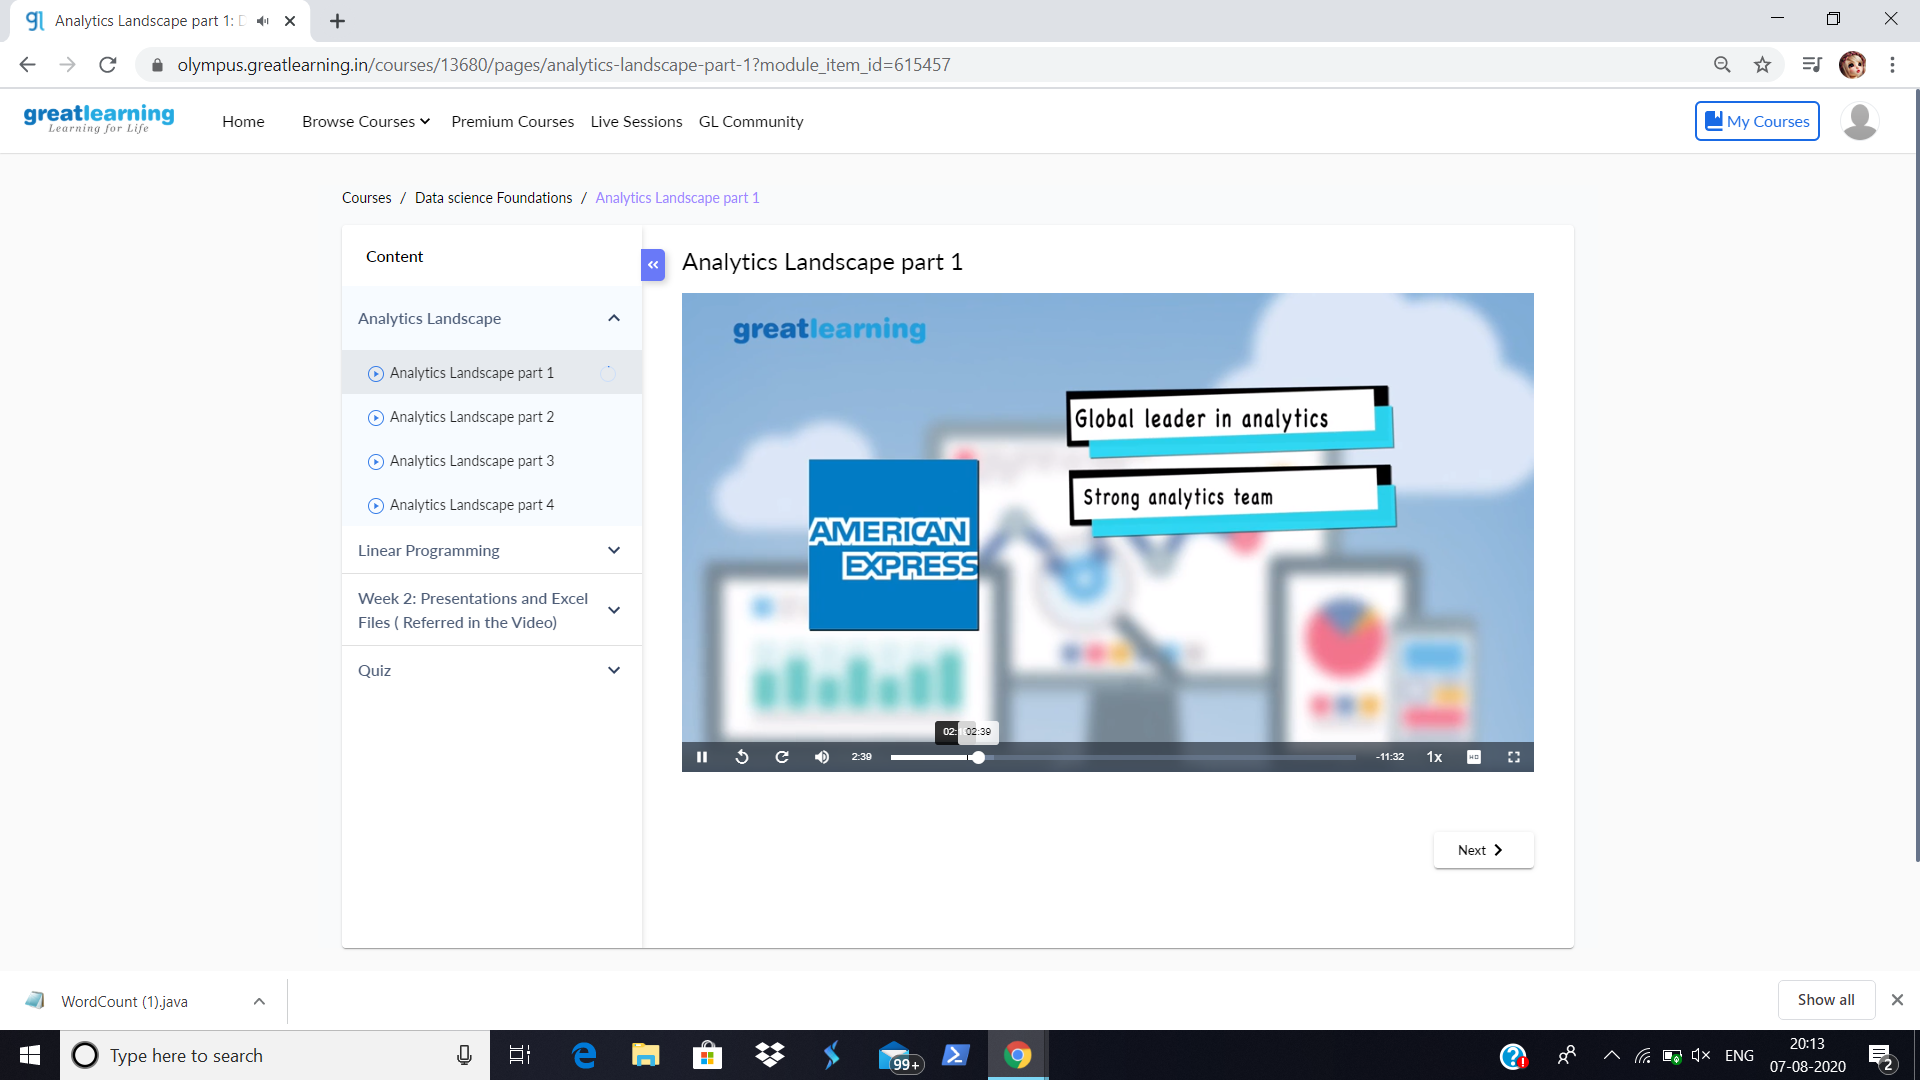 Analytics Landscape part 1:
olympus.greatlearning.in/courses/13680/pages/analytics-landscape-part-1?module_item_id=615457
greatlearning
Learning for Life
Home
Browse Courses
Premium Courses
Live Sessions
GL Community
My Courses
Courses / Data science Foundations / Analytics Landscape part 1
Content
Analytics Landscape
Analytics Landscape part 1
Analytics Landscape part 2
Analytics Landscape part 3
Analytics Landscape part 4
Linear Programming
Week 2: Presentations and Excel
Files ( Referred in the Video)
Quiz
Analytics Landscape part 1
greatlearning
Global leader in analytics
Strong analytics team
AMERICAN
EXPRESS
02:39
2:39
-11:32
1x
HD
Next
WordCount (1).java
Show all
Type here to search
99+
ENG
20:13
07-08-2020
2